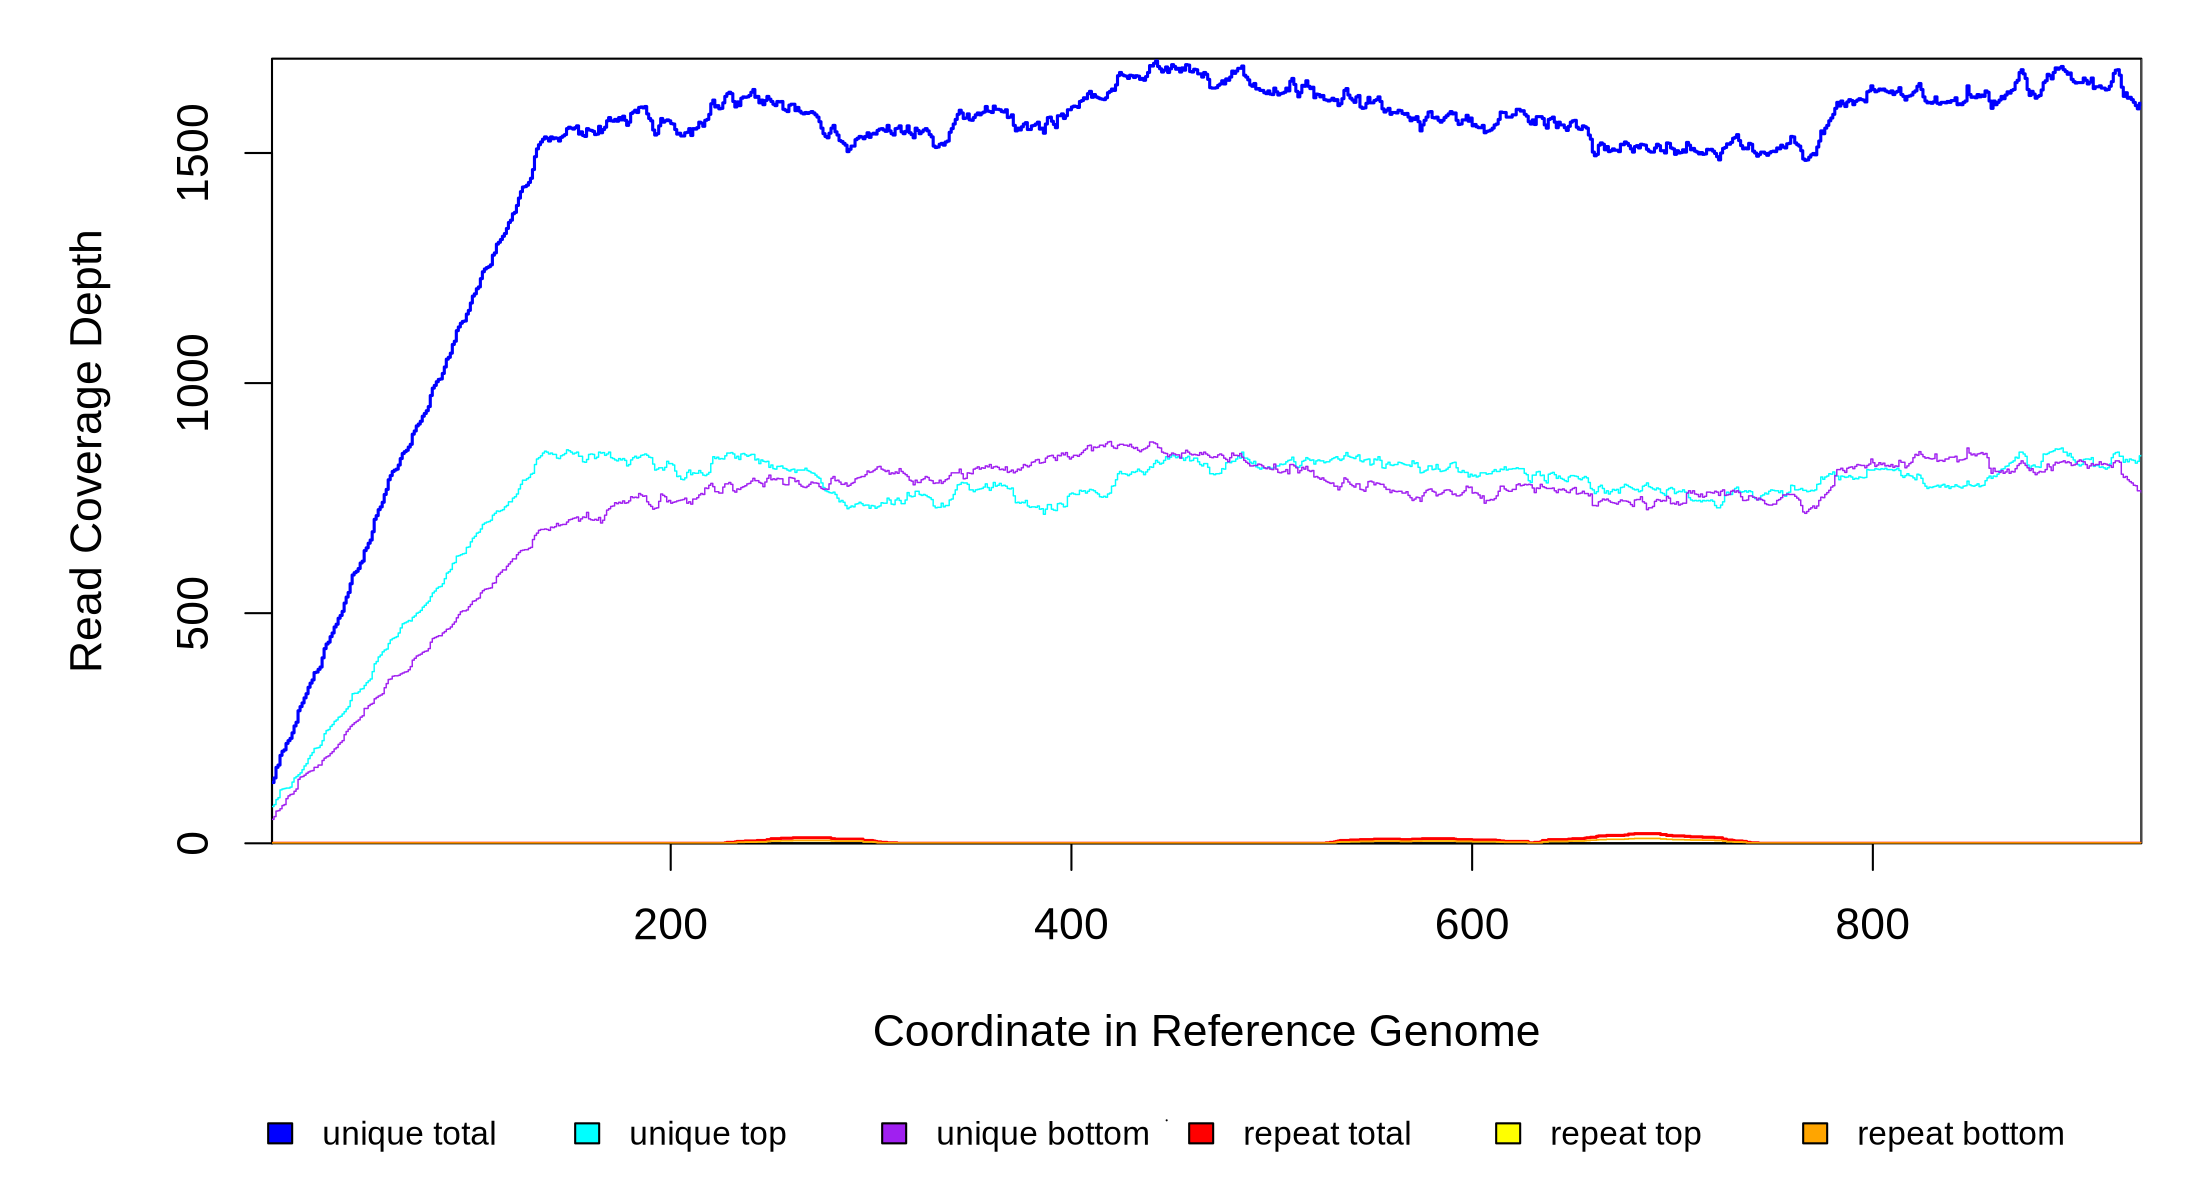 Read Coverage Depth
1500
1000
500
0
200 400 600 800
Coordinate in Reference Genome
unique total unique top unique bottom repeat total repeat top repeat bottom